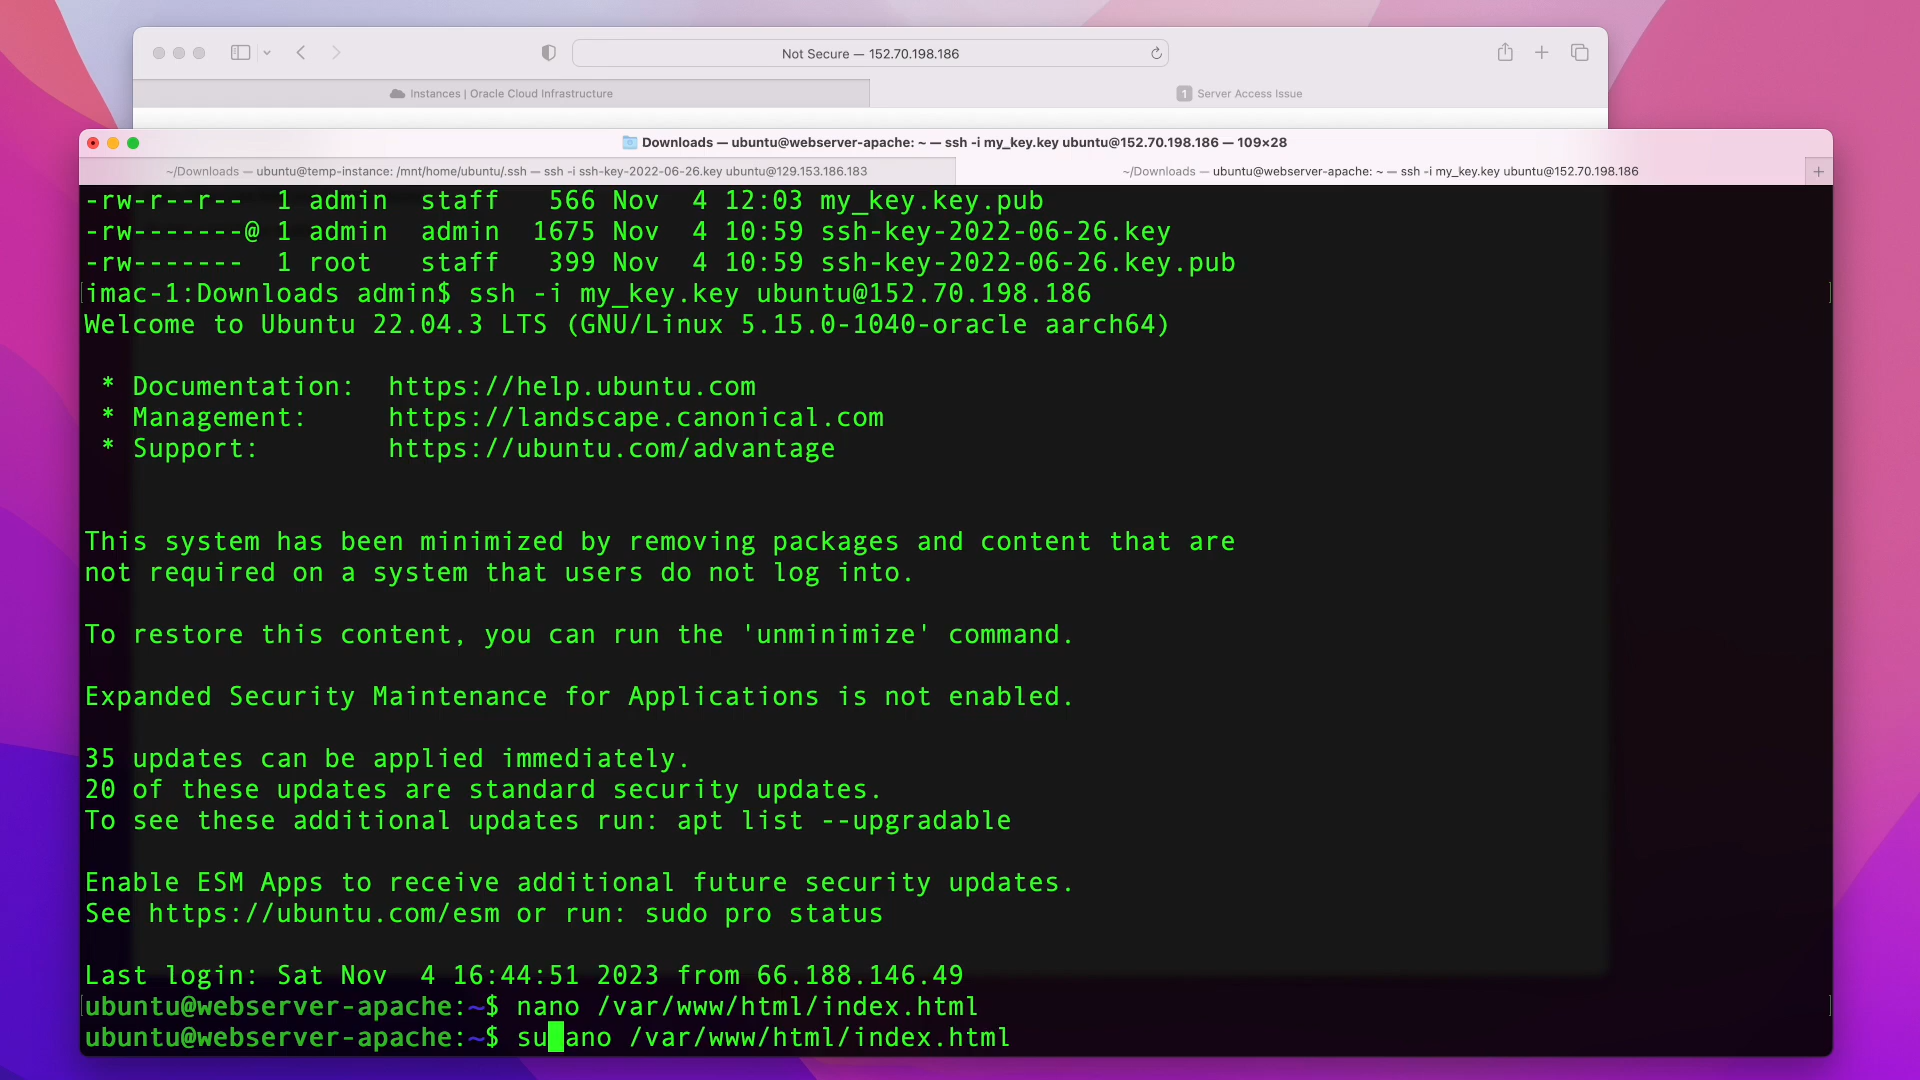 Not Secure — 152.70.198.186
Instances | Oracle Cloud Infrastructure
1 Server Access Issue
Downloads — ubuntu@webserver-apache: ~ — ssh -i my_key.key ubuntu@152.70.198.186 — 109×28
~/Downloads — ubuntu@temp-instance: /mnt/home/ubuntu/.ssh — ssh -i ssh-key-2022-06-26.key ubuntu@129.153.186.183
~/Downloads — ubuntu@webserver-apache: ~ — ssh -i my_key.key ubuntu@152.70.198.186
-rw-r--r--  1 admin  staff   566 Nov  4 12:03 my_key.key.pub
-rw-------@ 1 admin  admin  1675 Nov  4 10:59 ssh-key-2022-06-26.key
-rw-------  1 root   staff   399 Nov  4 10:59 ssh-key-2022-06-26.key.pub
imac-1:Downloads admin$ ssh -i my_key.key ubuntu@152.70.198.186
Welcome to Ubuntu 22.04.3 LTS (GNU/Linux 5.15.0-1040-oracle aarch64)
* Documentation:  https://help.ubuntu.com
* Management:     https://landscape.canonical.com
* Support:        https://ubuntu.com/advantage
This system has been minimized by removing packages and content that are
not required on a system that users do not log into.
To restore this content, you can run the 'unminimize' command.
Expanded Security Maintenance for Applications is not enabled.
35 updates can be applied immediately.
20 of these updates are standard security updates.
To see these additional updates run: apt list --upgradable
Enable ESM Apps to receive additional future security updates.
See https://ubuntu.com/esm or run: sudo pro status
Last login: Sat Nov  4 16:44:51 2023 from 66.188.146.49
ubuntu@webserver-apache:~$ nano /var/www/html/index.html
ubuntu@webserver-apache:~$ su ano /var/www/html/index.html